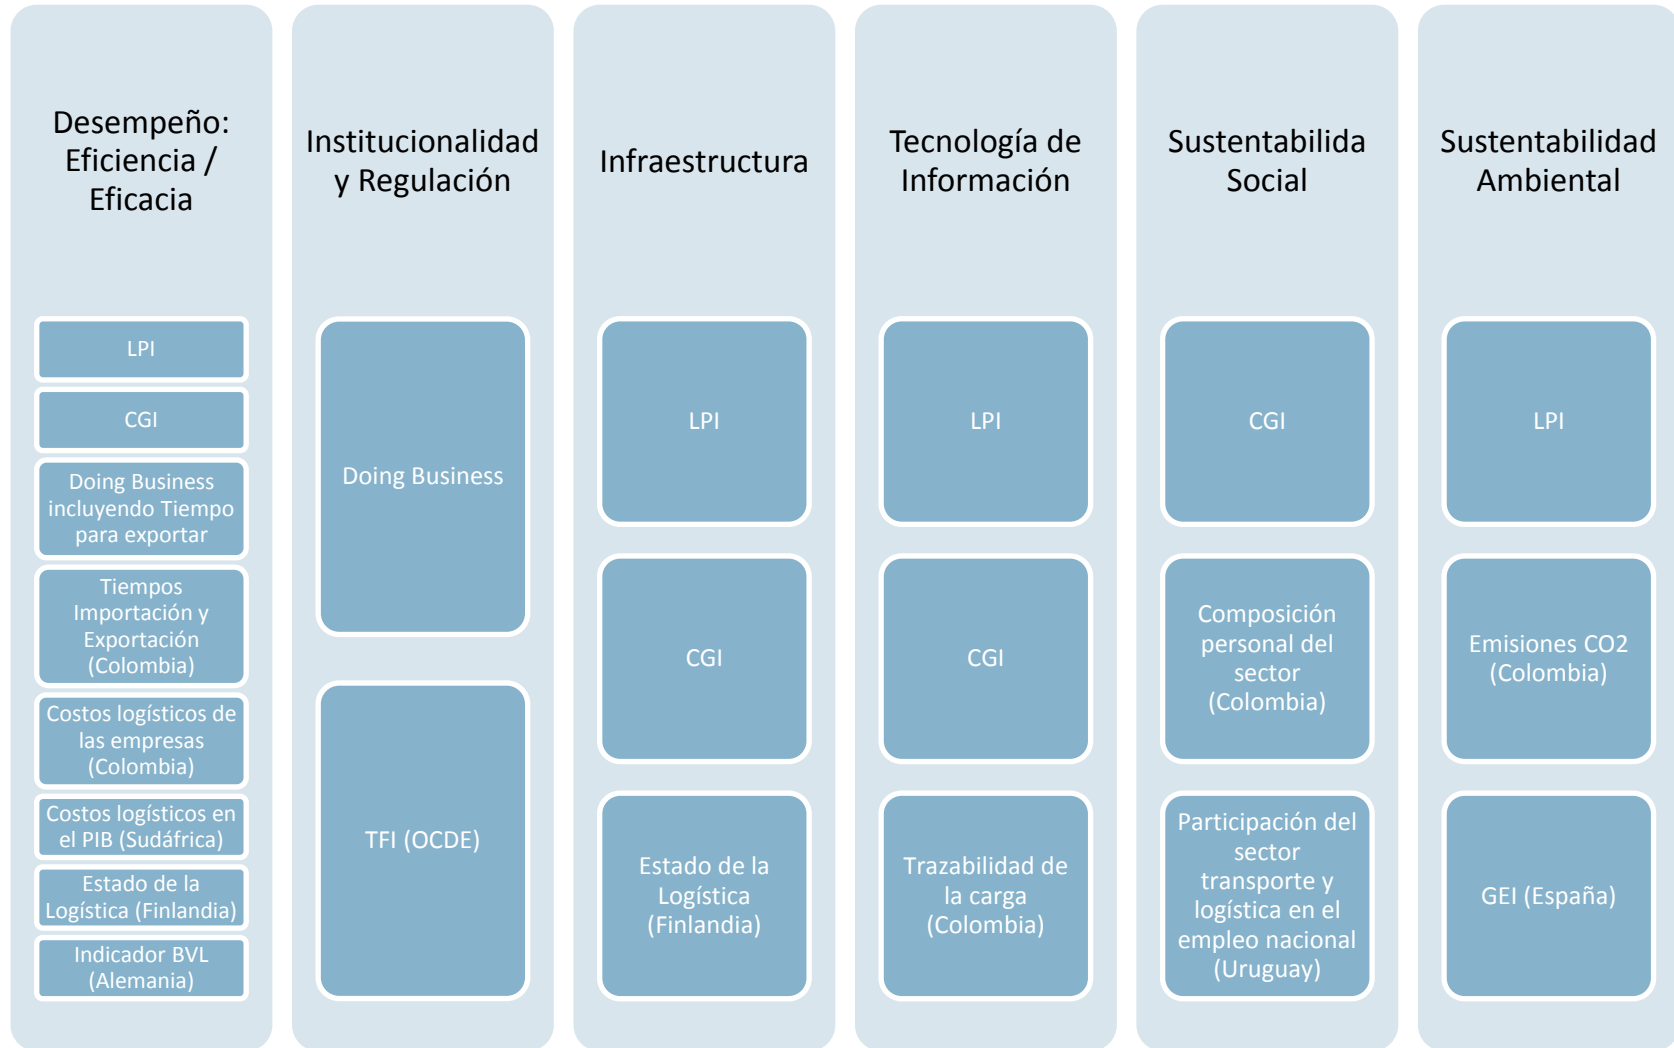 Desempeño:
Eficiencia /
Eficacia
LPI
CGI
Doing Business
incluyendo Tiempo
para exportar
Tiempos
Importación y
Exportación
(Colombia)
Costos logísticos de
las empresas
(Colombia)
Costos logísticos en
el PIB (Sudáfrica)
Estado de la
Logística (Finlandia)
Indicador BVL
(Alemania)
Institucionalidad
y Regulación
Doing Business
TFI (OCDE)
Infraestructura
LPI
CGI
Estado de la
Logística
(Finlandia)
Tecnología de
Información
LPI
CGI
Trazabilidad de
la carga
(Colombia)
Sustentabilida
Social
CGI
Composición
personal del
sector
(Colombia)
Participación del
sector
transporte y
logística en el
empleo nacional
(Uruguay)
Sustentabilidad
Ambiental
LPI
Emisiones CO2
(Colombia)
GEI (España)